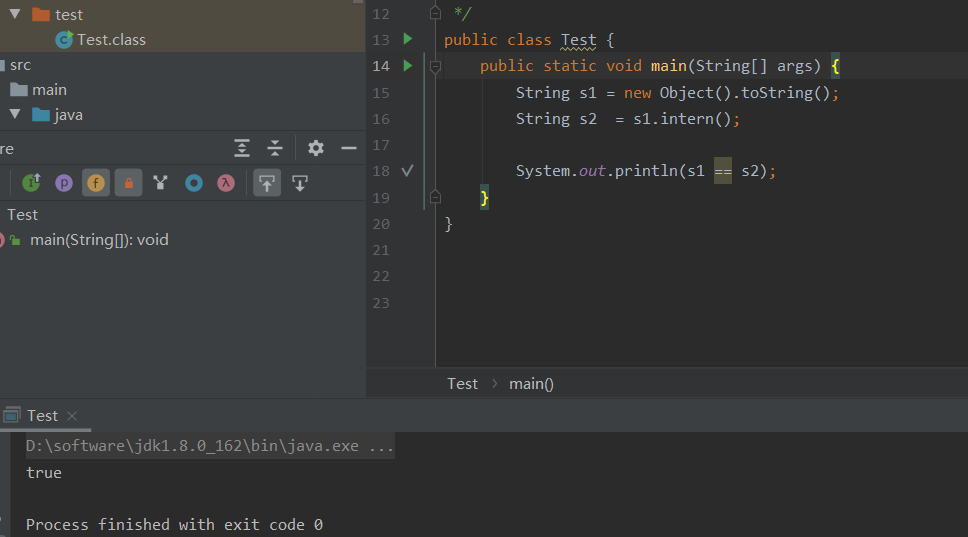 test
Test.class
src
main
java
re
Test
main(String[]): void
12 */
13 public class Test {
14 public static void main(String[] args) {
15 String s1 = new Object().toString();
16 String s2  = s1.intern();
17
18 System.out.println(s1 == s2);
19 }
20 }
21
22
23
Test > main()
Test ×
D:\software\jdk1.8.0_162\bin\java.exe ...
true
Process finished with exit code 0